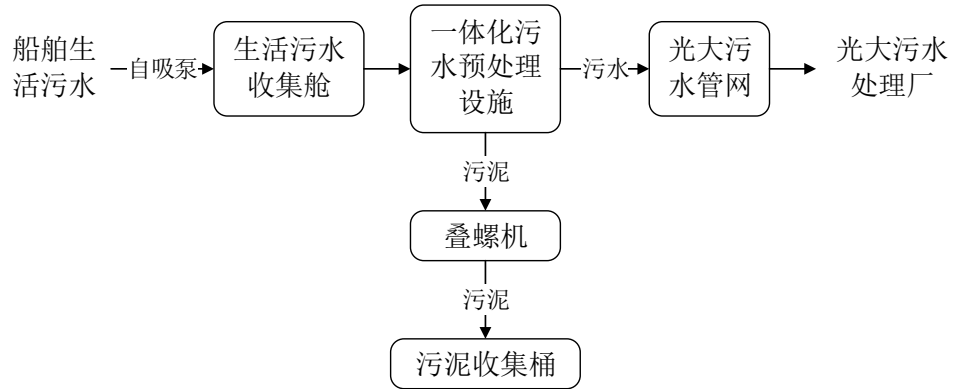 船舶生
活污水
自吸泵
生活污水
收集舱
一体化污
水预处理
设施
污水
光大污
水管网
光大污水
处理厂
污泥
叠螺机
污泥
污泥收集桶